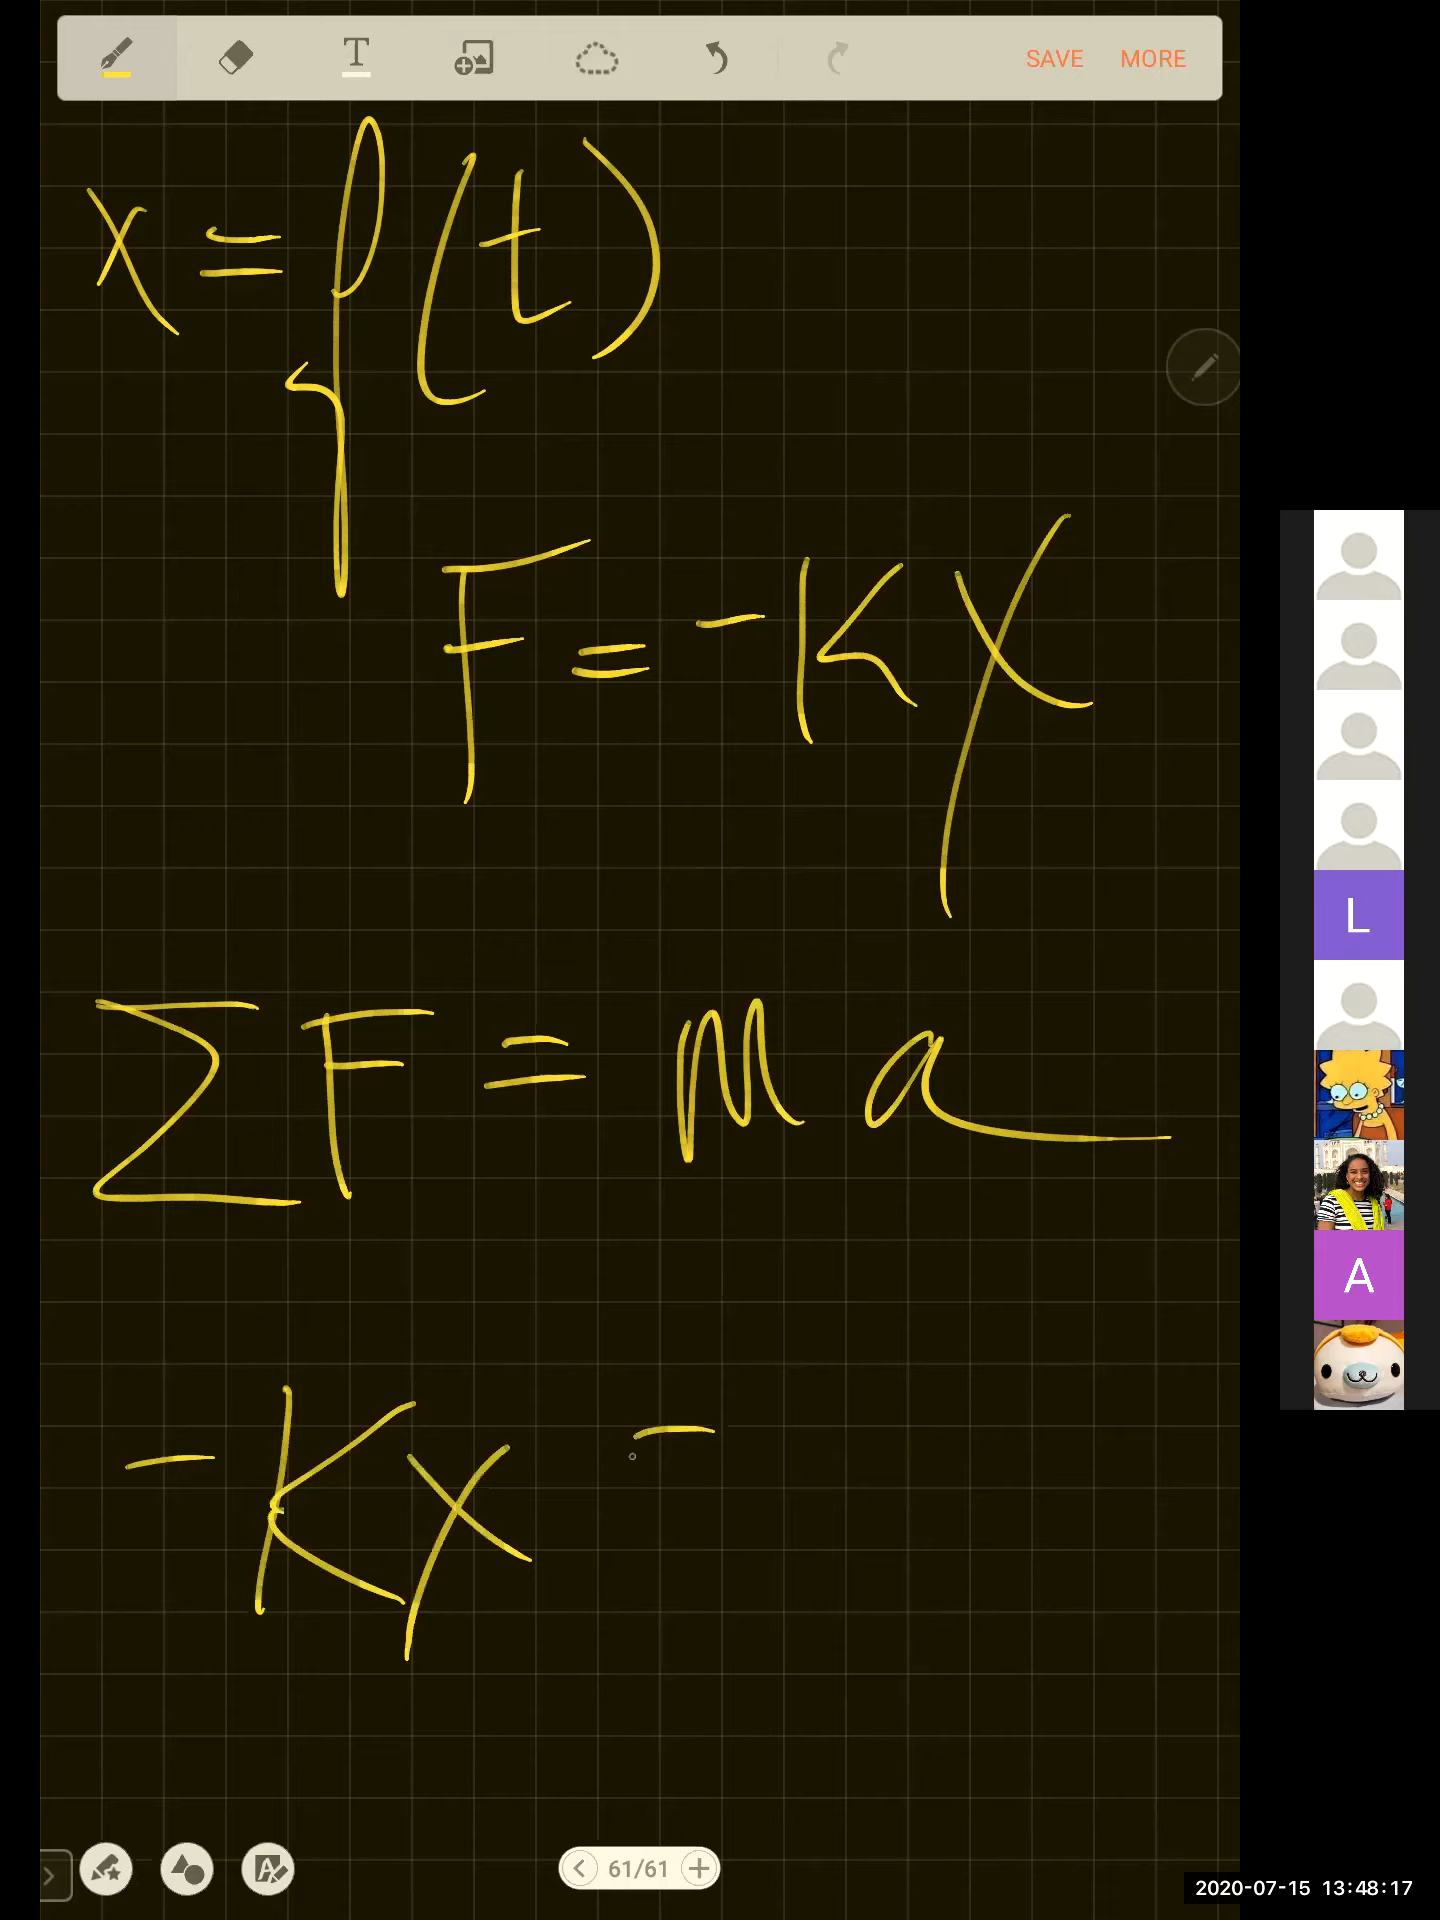 T SAVE MORE
x = f(t)
F = -Kx
ΣF = ma
-Kx -
L
A
61/61
2020-07-15 13:48:17